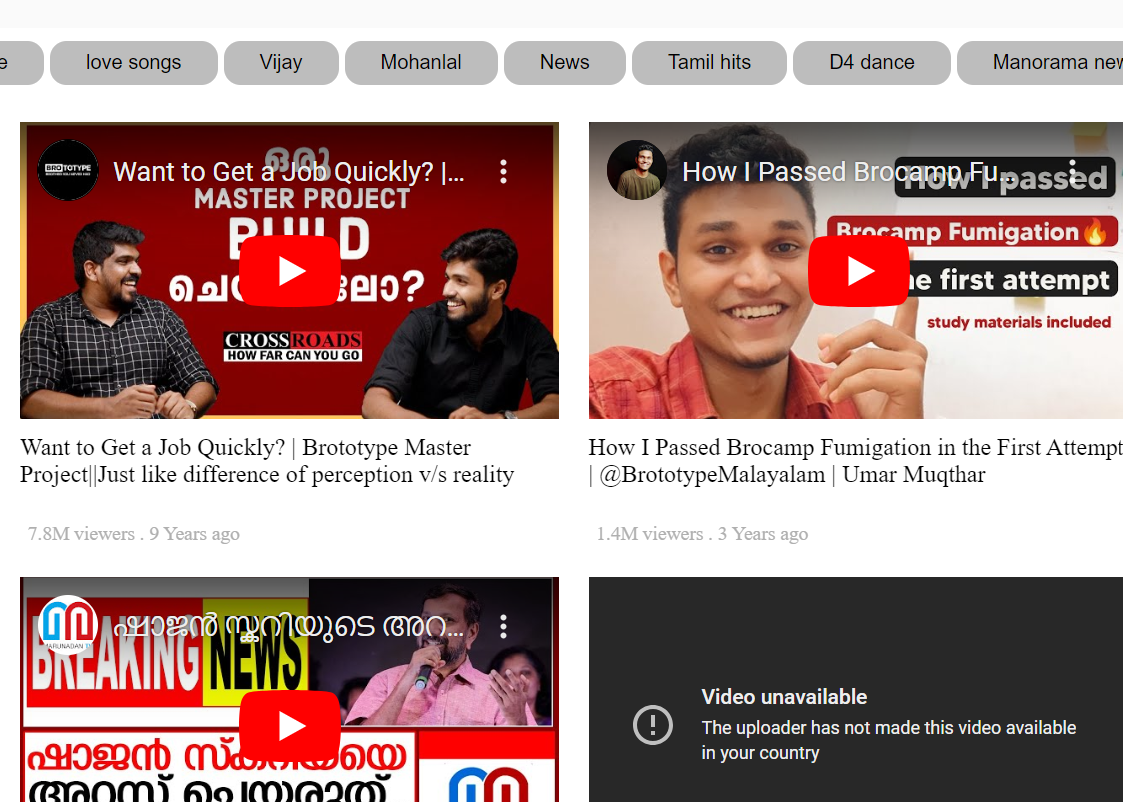 e
love songs
Vijay
Mohanlal
News
Tamil hits
D4 dance
Manorama new
BROTOTYPE
Want to Get a Job Quickly? |...
ഒരു
MASTER PROJECT
BUILD
CROSSROADS
HOW FAR CAN YOU GO
How I Passed Brocamp Fu...
How I passed
Brocamp Fumigation🔥
the first attempt
study materials included
Want to Get a Job Quickly? | Brototype Master
Project||Just like difference of perception v/s reality
How I Passed Brocamp Fumigation in the First Attempt
| @BrototypeMalayalam | Umar Muqthar
7.8M viewers . 9 Years ago
1.4M viewers . 3 Years ago
ഷാജൻ സ്കറിയുടെ അറ...
BREAKING NEWS
ഷാജൻ സ്കറിയയെ
അറസ്റ്റ് ചെയ്യരുത്
Video unavailable
The uploader has not made this video available
in your country